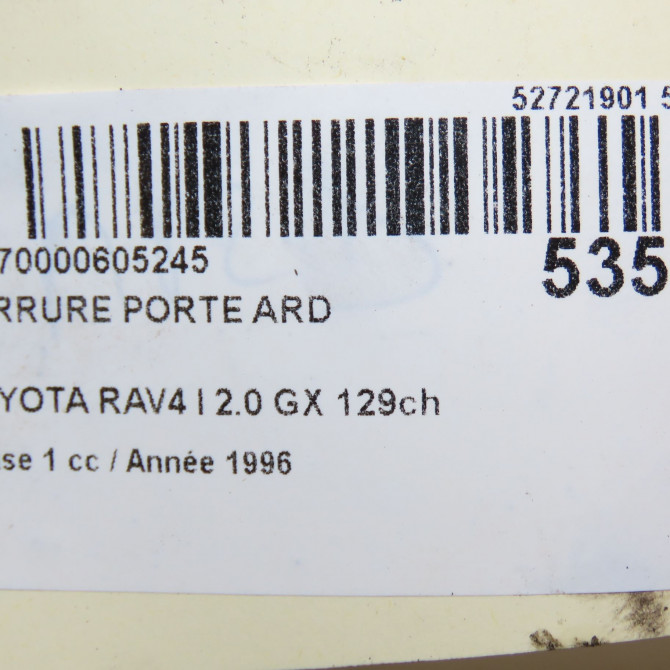 52721901 5
70000605245
535
RRURE PORTE ARD
YOTA RAV4 I 2.0 GX 129ch
se 1 cc / Année 1996